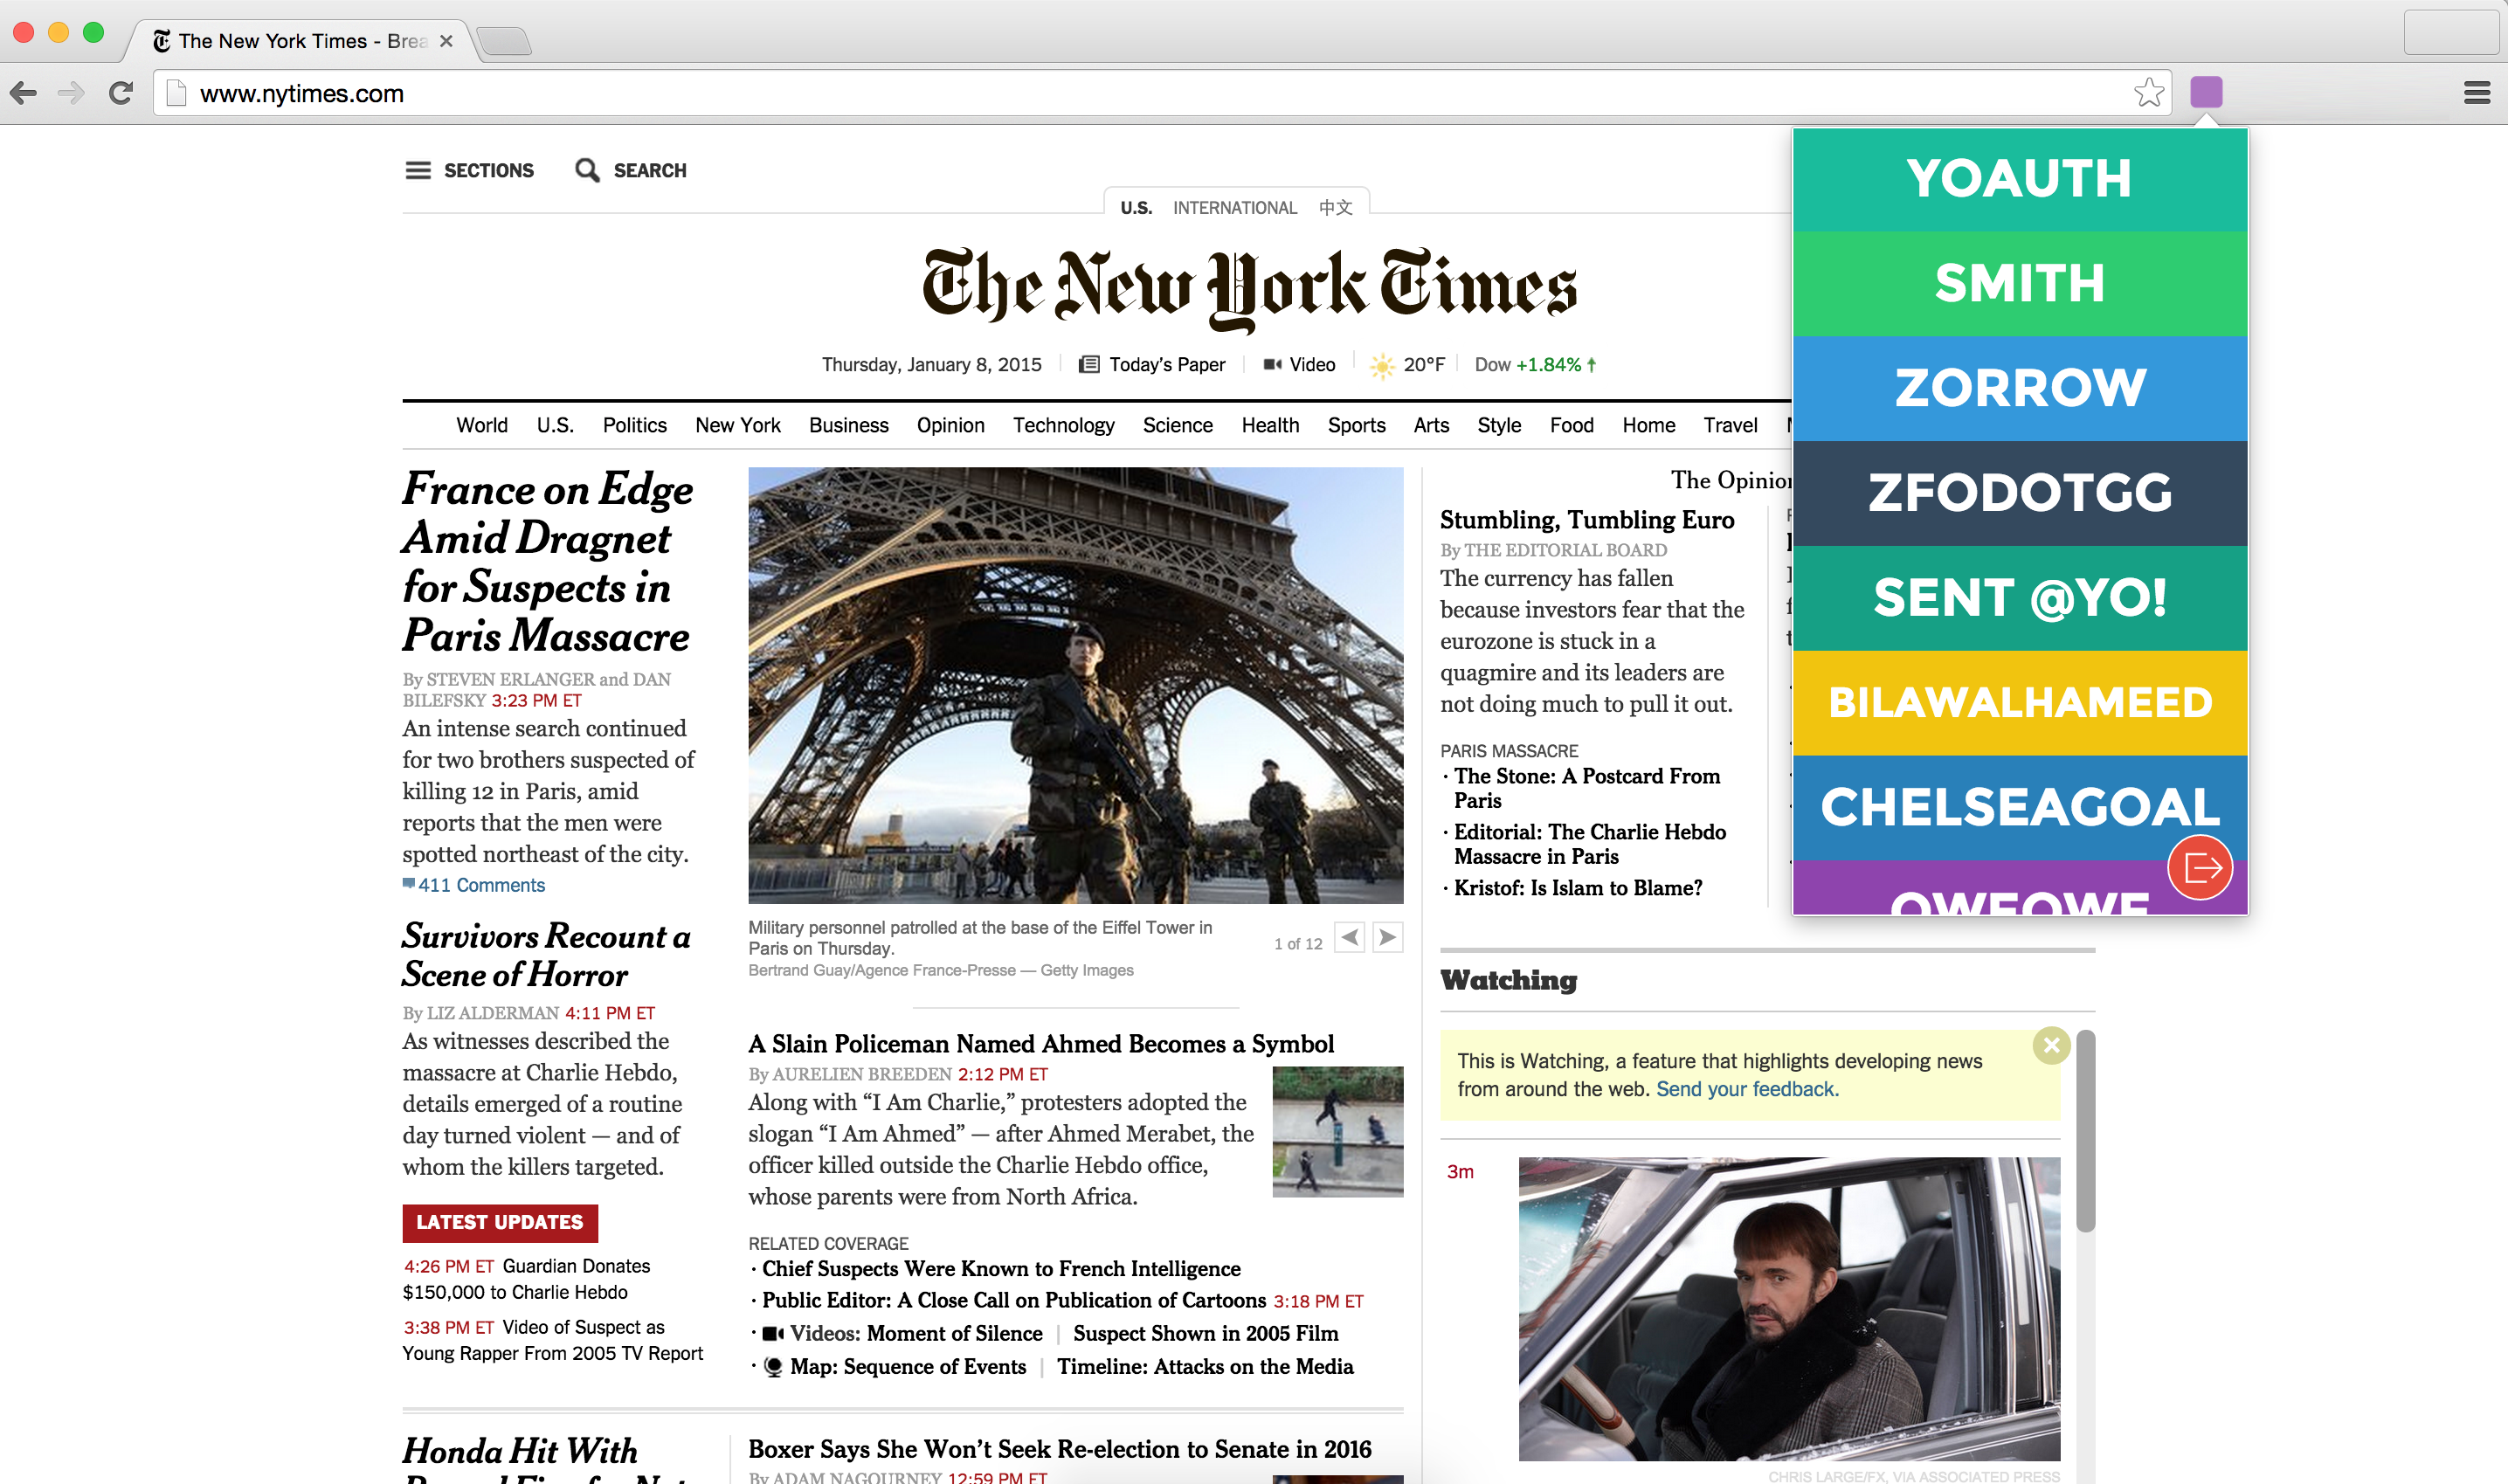 The New York Times - Brea
www.nytimes.com
SECTIONS
SEARCH
U.S. INTERNATIONAL 中文
The New York Times
Thursday, January 8, 2015
Today's Paper
Video
20°F
Dow +1.84%
World U.S. Politics New York Business Opinion Technology Science Health Sports Arts Style Food Home Travel
France on Edge
Amid Dragnet
for Suspects in
Paris Massacre
By STEVEN ERLANGER and DAN
BILEFSKY 3:23 PM ET
An intense search continued
for two brothers suspected of
killing 12 in Paris, amid
reports that the men were
spotted northeast of the city.
411 Comments
Survivors Recount a
Scene of Horror
By LIZ ALDERMAN 4:11 PM ET
As witnesses described the
massacre at Charlie Hebdo,
details emerged of a routine
day turned violent — and of
whom the killers targeted.
LATEST UPDATES
4:26 PM ET Guardian Donates
$150,000 to Charlie Hebdo
3:38 PM ET Video of Suspect as
Young Rapper From 2005 TV Report
Honda Hit With
Military personnel patrolled at the base of the Eiffel Tower in
Paris on Thursday.
Bertrand Guay/Agence France-Presse — Getty Images
1 of 12
A Slain Policeman Named Ahmed Becomes a Symbol
By AURELIEN BREEDEN 2:12 PM ET
Along with “I Am Charlie,” protesters adopted the
slogan “I Am Ahmed” — after Ahmed Merabet, the
officer killed outside the Charlie Hebdo office,
whose parents were from North Africa.
RELATED COVERAGE
· Chief Suspects Were Known to French Intelligence
· Public Editor: A Close Call on Publication of Cartoons 3:18 PM ET
· Videos: Moment of Silence | Suspect Shown in 2005 Film
· Map: Sequence of Events | Timeline: Attacks on the Media
Boxer Says She Won’t Seek Re-election to Senate in 2016
By ADAM NAGOURNEY 12:59 PM ET
The Opinion
Stumbling, Tumbling Euro
By THE EDITORIAL BOARD
The currency has fallen
because investors fear that the
eurozone is stuck in a
quagmire and its leaders are
not doing much to pull it out.
PARIS MASSACRE
· The Stone: A Postcard From
Paris
· Editorial: The Charlie Hebdo
Massacre in Paris
· Kristof: Is Islam to Blame?
Watching
This is Watching, a feature that highlights developing news
from around the web. Send your feedback.
3m
CHRIS LARGE/FX, VIA ASSOCIATED PRESS
YOAUTH
SMITH
ZORROW
ZFODOTGG
SENT @YO!
BILAWALHAMEED
CHELSEAGOAL